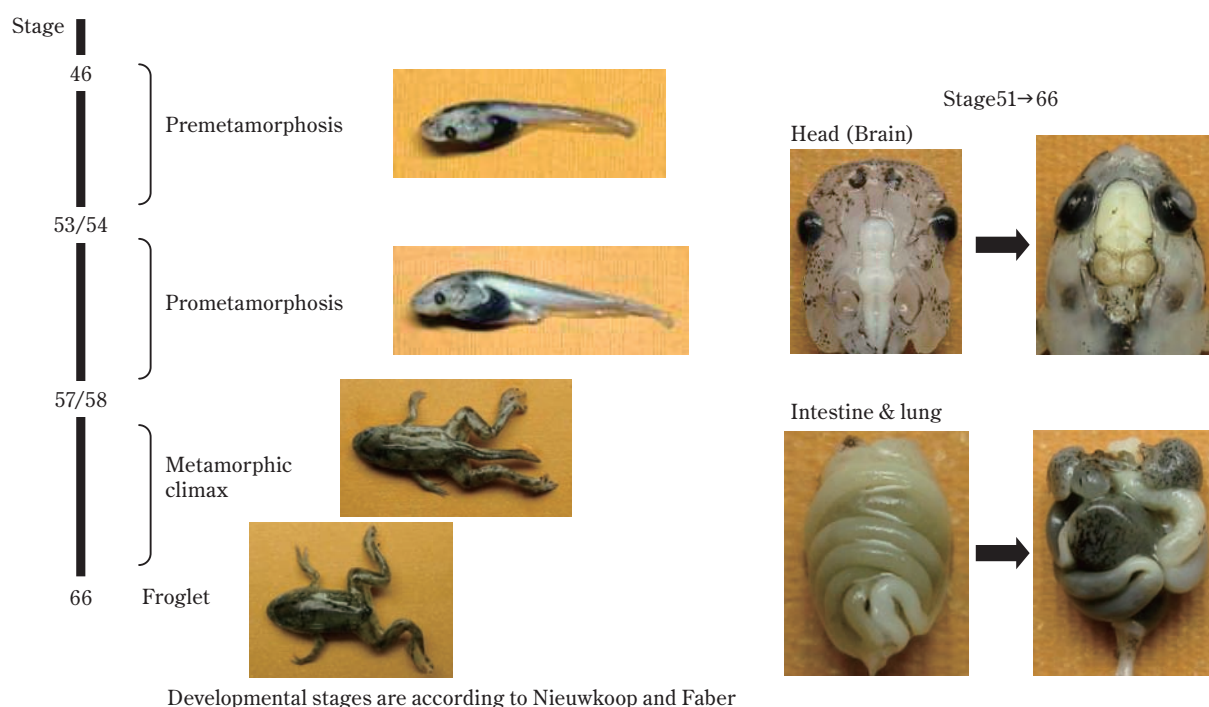 Stage
46
Premetamorphosis
53/54
Prometamorphosis
57/58
Metamorphic
climax
66
Froglet
Developmental stages are according to Nieuwkoop and Faber
Stage51→66
Head (Brain)
Intestine & lung